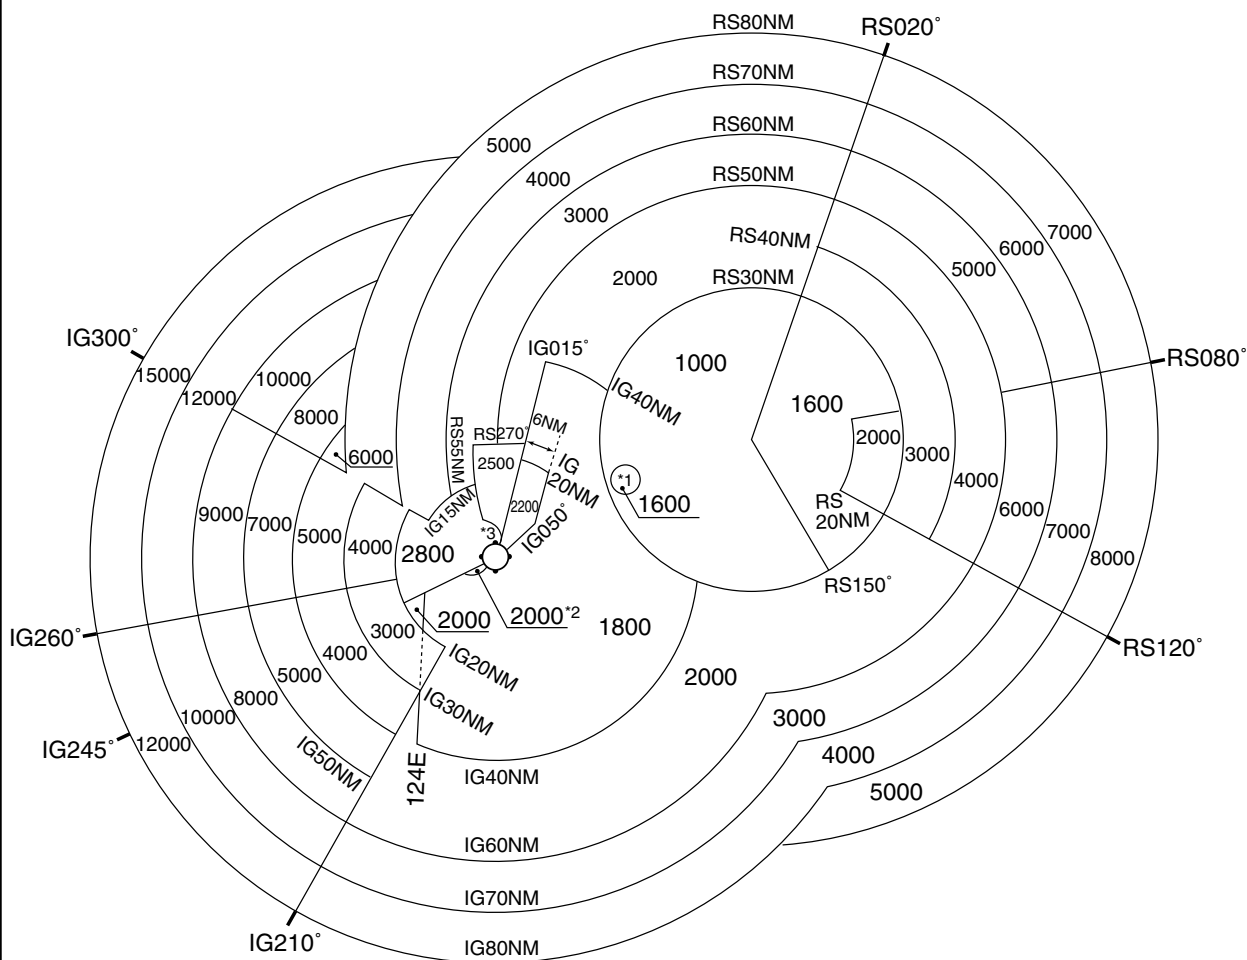 RS80NM
RS020°
RS70NM
RS60NM
5000
4000
RS50NM
3000
RS40NM
7000
6000
5000
2000
RS30NM
IG300°
IG015°
RS080°
15000
10000
12000
1000
IG40NM
8000
1600
6NM
RS270°
RS55NM
2000
6000
2500
IG
20NM
3000
*1
4000
1600
RS
20NM
IG15NM
2200
IG050°
9000
7000
5000
4000
2800
*3
6000
7000
8000
RS150°
2000
2000*2
1800
IG260°
3000
RS120°
4000
IG20NM
5000
2000
8000
IG30NM
10000
3000
IG245°
12000
IG50NM
124E
IG40NM
4000
5000
IG60NM
IG70NM
IG210°
IG80NM